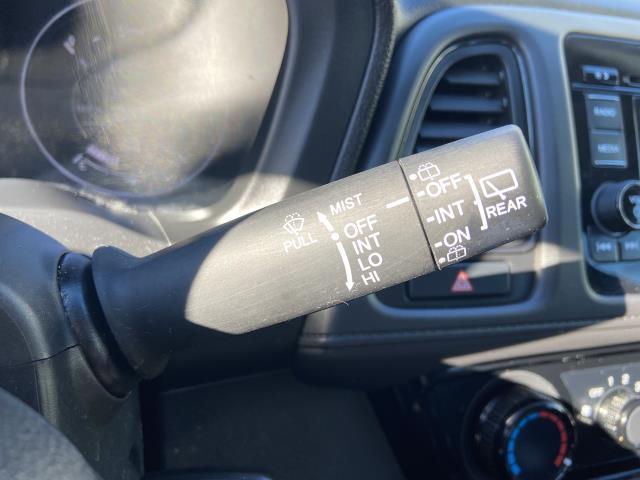 MIST
OFF
INT
LO
HI
PULL
OFF
INT
ON
REAR
RADIO
MEDIA